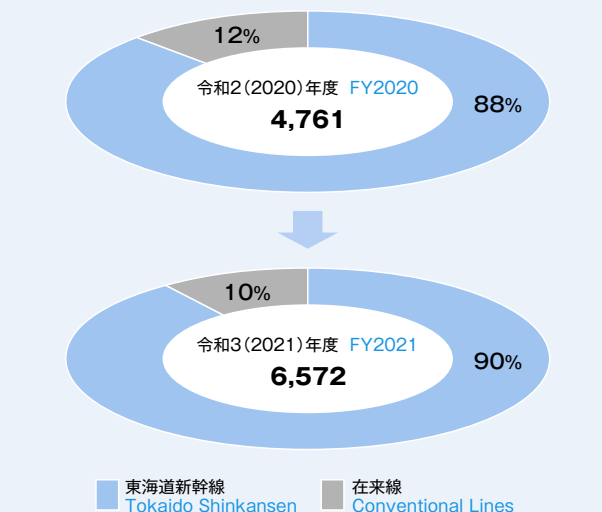 12%
令和2(2020)年度 FY2020
4,761
88%
10%
令和3(2021)年度 FY2021
6,572
90%
東海道新幹線
Tokaido Shinkansen
在来線
Conventional Lines